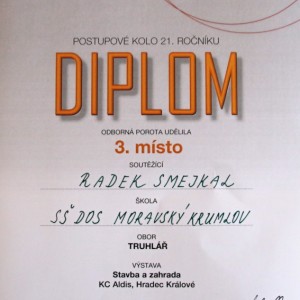 POSTUPOVÉ KOLO 21. ROČNÍKU
DIPLOM
ODBORNÁ POROTA UDĚLILA
3. místo
SOUTĚŽÍCÍ
RADEK SMEJKAL
ŠKOLA
SŠ DOS MORAVSKÝ KRUMLOV
OBOR
TRUHLÁŘ
VÝSTAVA
Stavba a zahrada
KC Aldis, Hradec Králové